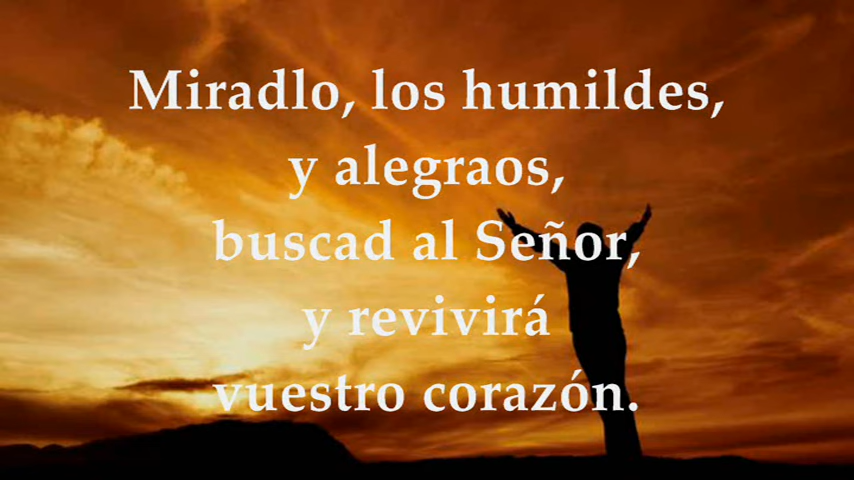 Miradlo, los humildes,
y alegraos,
buscad al Señor,
y revivirá
vuestro corazón.